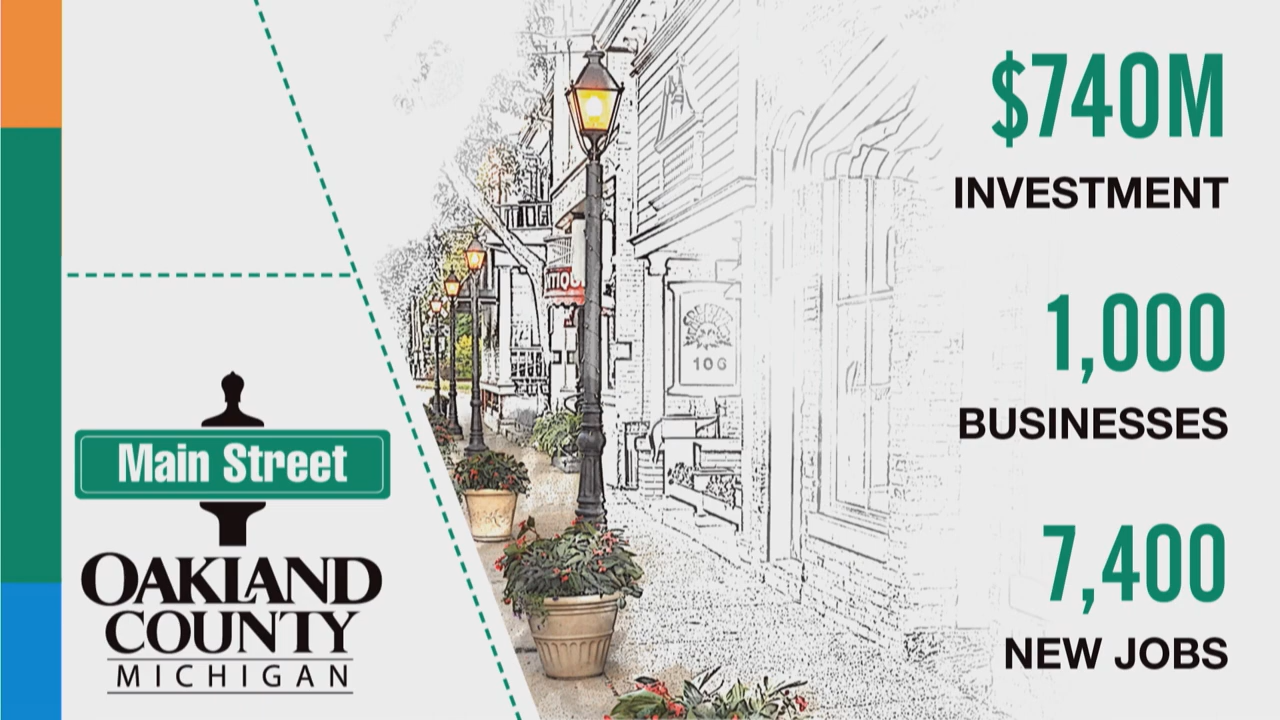 $740M
INVESTMENT
1,000
BUSINESSES
7,400
NEW JOBS
Main Street
OAKLAND
COUNTY
MICHIGAN
106